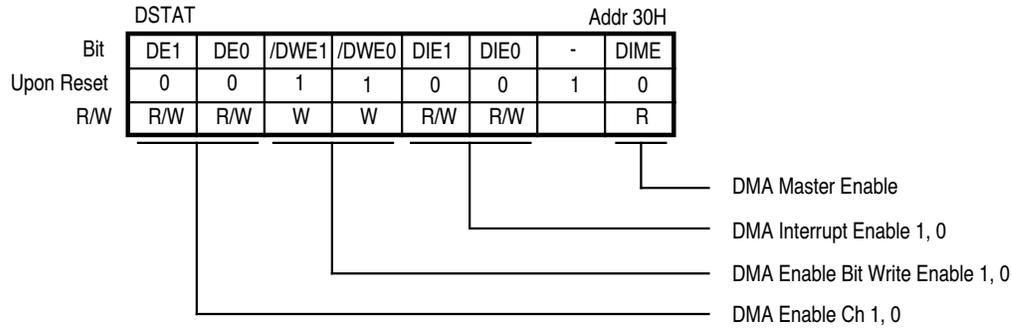 DSTAT Addr 30H
Bit DE1 DE0 /DWE1 /DWE0 DIE1 DIE0 - DIME
Upon Reset 0 0 1 1 0 0 1 0
R/W R/W R/W W W R/W R/W R
DMA Master Enable
DMA Interrupt Enable 1, 0
DMA Enable Bit Write Enable 1, 0
DMA Enable Ch 1, 0